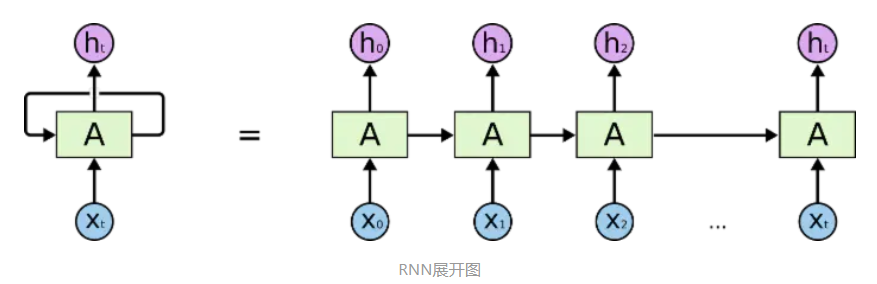 hₜ h₀ h₁ h₂ hₜ
A = A A A A
xₜ x₀ x₁ x₂ ... xₜ
RNN展开图